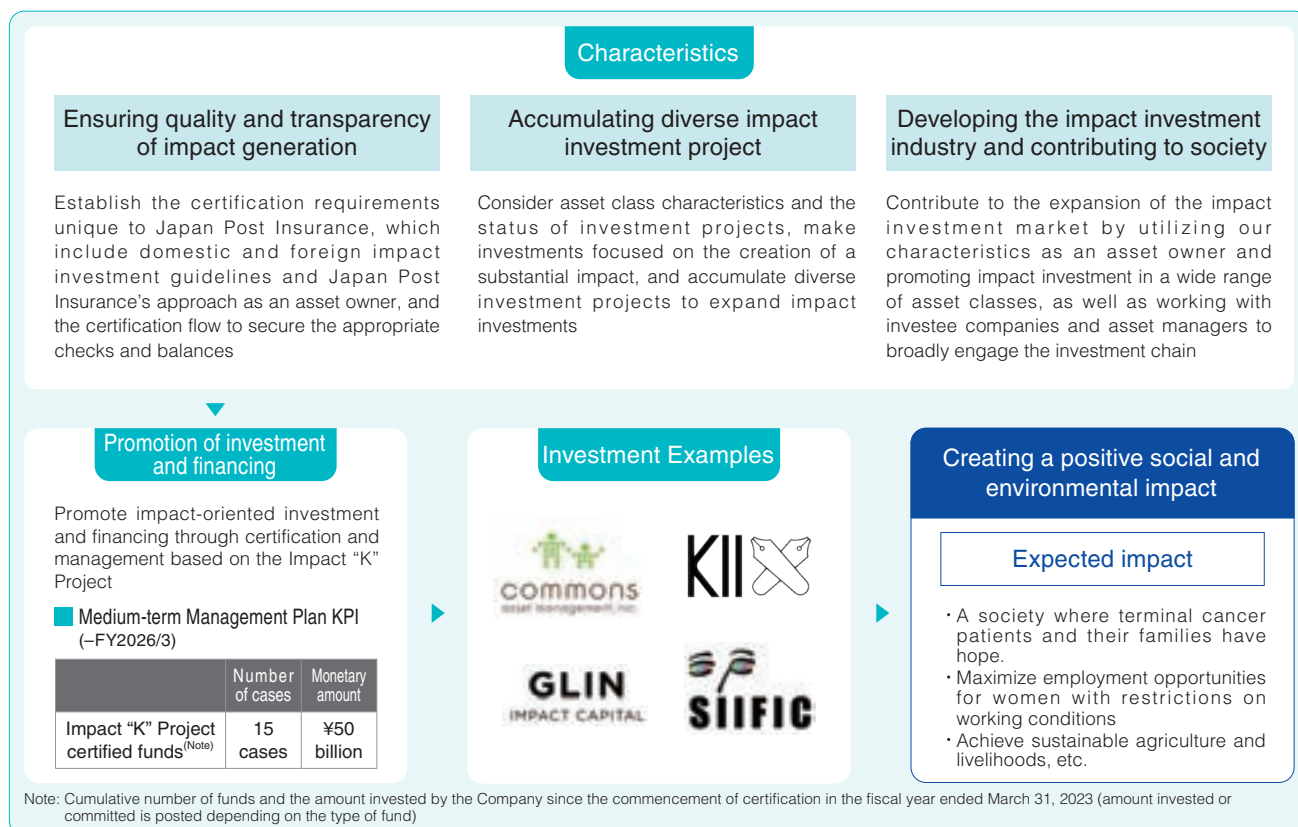 Characteristics
Ensuring quality and transparency
of impact generation
Establish the certification requirements
unique to Japan Post Insurance, which
include domestic and foreign impact
investment guidelines and Japan Post
Insurance's approach as an asset owner, and
the certification flow to secure the appropriate
checks and balances
Accumulating diverse impact
investment project
Consider asset class characteristics and the
status of investment projects, make
investments focused on the creation of a
substantial impact, and accumulate diverse
investment projects to expand impact
investments
Developing the impact investment
industry and contributing to society
Contribute to the expansion of the impact
investment market by utilizing our
characteristics as an asset owner and
promoting impact investment in a wide range
of asset classes, as well as working with
investee companies and asset managers to
broadly engage the investment chain
Promotion of investment
and financing
Promote impact-oriented investment
and financing through certification and
management based on the Impact “K”
Project
Medium-term Management Plan KPI
(–FY2026/3)
Number of cases
Monetary amount
Impact “K” Project certified funds(Note)
15 cases
¥50 billion
Investment Examples
commons
asset management, inc.
KIIX
GLIN
IMPACT CAPITAL
SIIFIC
Creating a positive social and
environmental impact
Expected impact
・A society where terminal cancer
patients and their families have
hope.
・Maximize employment opportunities
for women with restrictions on
working conditions
・Achieve sustainable agriculture and
livelihoods, etc.
Note: Cumulative number of funds and the amount invested by the Company since the commencement of certification in the fiscal year ended March 31, 2023 (amount invested or
committed is posted depending on the type of fund)